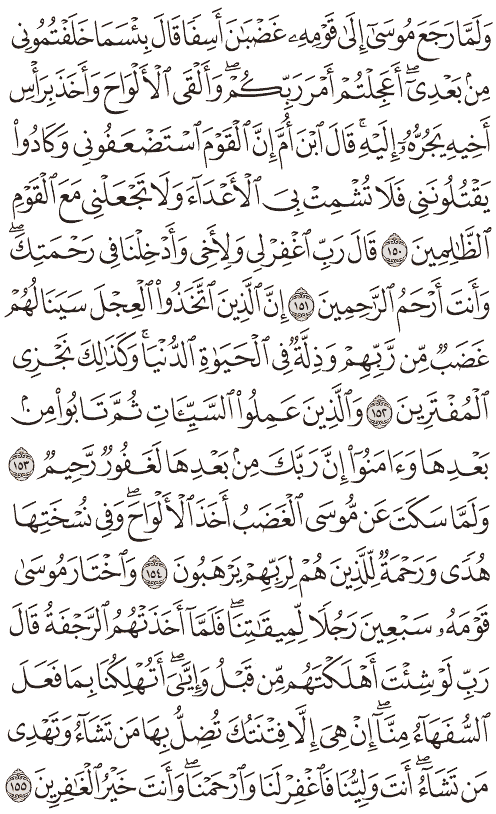 وَلَمَّا رَجَعَ مُوسَىٰٓ إِلَىٰ قَوْمِهِۦ غَضْبَٰنَ أَسِفًا قَالَ بِئْسَمَا خَلَفْتُمُونِى
مِنۢ بَعْدِىٓ ۖ أَعَجِلْتُمْ أَمْرَ رَبِّكُمْ ۖ وَأَلْقَى ٱلْأَلْوَاحَ وَأَخَذَ بِرَأْسِ
أَخِيهِ يَجُرُّهُۥٓ إِلَيْهِ ۚ قَالَ ٱبْنَ أُمَّ إِنَّ ٱلْقَوْمَ ٱسْتَضْعَفُونِى وَكَادُوا۟
يَقْتُلُونَنِى فَلَا تُشْمِتْ بِىَ ٱلْأَعْدَآءَ وَلَا تَجْعَلْنِى مَعَ ٱلْقَوْمِ
ٱلظَّٰلِمِينَ ١٥٠ قَالَ رَبِّ ٱغْفِرْ لِى وَلِأَخِى وَأَدْخِلْنَا فِى رَحْمَتِكَ ۖ
وَأَنتَ أَرْحَمُ ٱلرَّٰحِمِينَ ١٥١ إِنَّ ٱلَّذِينَ ٱتَّخَذُوا۟ ٱلْعِجْلَ سَيَنَالُهُمْ
غَضَبٌ مِّن رَّبِّهِمْ وَذِلَّةٌ فِى ٱلْحَيَوٰةِ ٱلدُّنْيَا ۚ وَكَذَٰلِكَ نَجْزِى
ٱلْمُفْتَرِينَ ١٥٢ وَٱلَّذِينَ عَمِلُوا۟ ٱلسَّيِّـَٔاتِ ثُمَّ تَابُوا۟ مِنۢ
بَعْدِهَا وَءَامَنُوٓا۟ إِنَّ رَبَّكَ مِنۢ بَعْدِهَا لَغَفُورٌ رَّحِيمٌ ١٥٣
وَلَمَّا سَكَتَ عَن مُّوسَى ٱلْغَضَبُ أَخَذَ ٱلْأَلْوَاحَ ۖ وَفِى نُسْخَتِهَا
هُدًى وَرَحْمَةٌ لِّلَّذِينَ هُمْ لِرَبِّهِمْ يَرْهَبُونَ ١٥٤ وَٱخْتَارَ مُوسَىٰ
قَوْمَهُۥ سَبْعِينَ رَجُلًا لِّمِيقَٰتِنَا ۖ فَلَمَّآ أَخَذَتْهُمُ ٱلرَّجْفَةُ قَالَ
رَبِّ لَوْ شِئْتَ أَهْلَكْتَهُم مِّن قَبْلُ وَإِيَّٰىَ ۖ أَتُهْلِكُنَا بِمَا فَعَلَ
ٱلسُّفَهَآءُ مِنَّآ ۖ إِنْ هِىَ إِلَّا فِتْنَتُكَ تُضِلُّ بِهَا مَن تَشَآءُ وَتَهْدِى
مَن تَشَآءُ ۖ أَنتَ وَلِيُّنَا فَٱغْفِرْ لَنَا وَٱرْحَمْنَا ۖ وَأَنتَ خَيْرُ ٱلْغَٰفِرِينَ ١٥٥